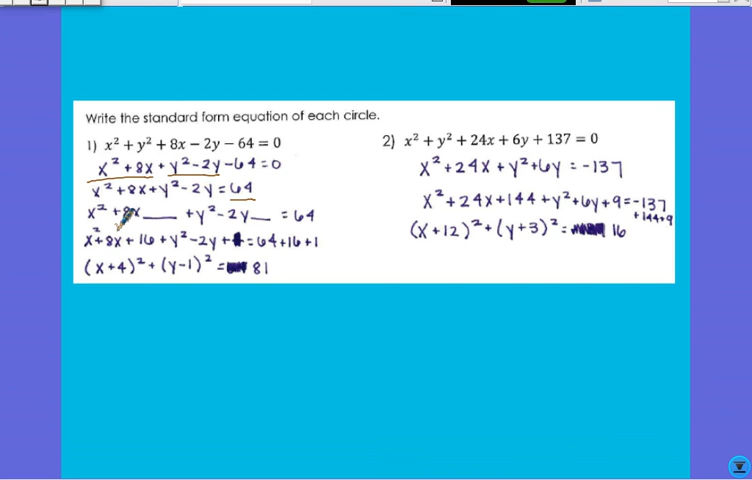 Write the standard form equation of each circle.
1) x² + y² + 8x − 2y − 64 = 0
x² + 8x + y² - 2y - 64 = 0
x² + 8x + y² - 2y = 64
x² + 8x ___ + y² - 2y __ = 64
x² + 8x + 16 + y² - 2y + 1 = 64 + 16 + 1
(x+4)² + (y-1)² = 81
2) x² + y² + 24x + 6y + 137 = 0
x² + 24x + y² + 6y = -137
x² + 24x + 144 + y² + 6y + 9 = -137
+144+9
(x+12)² + (y+3)² = 16